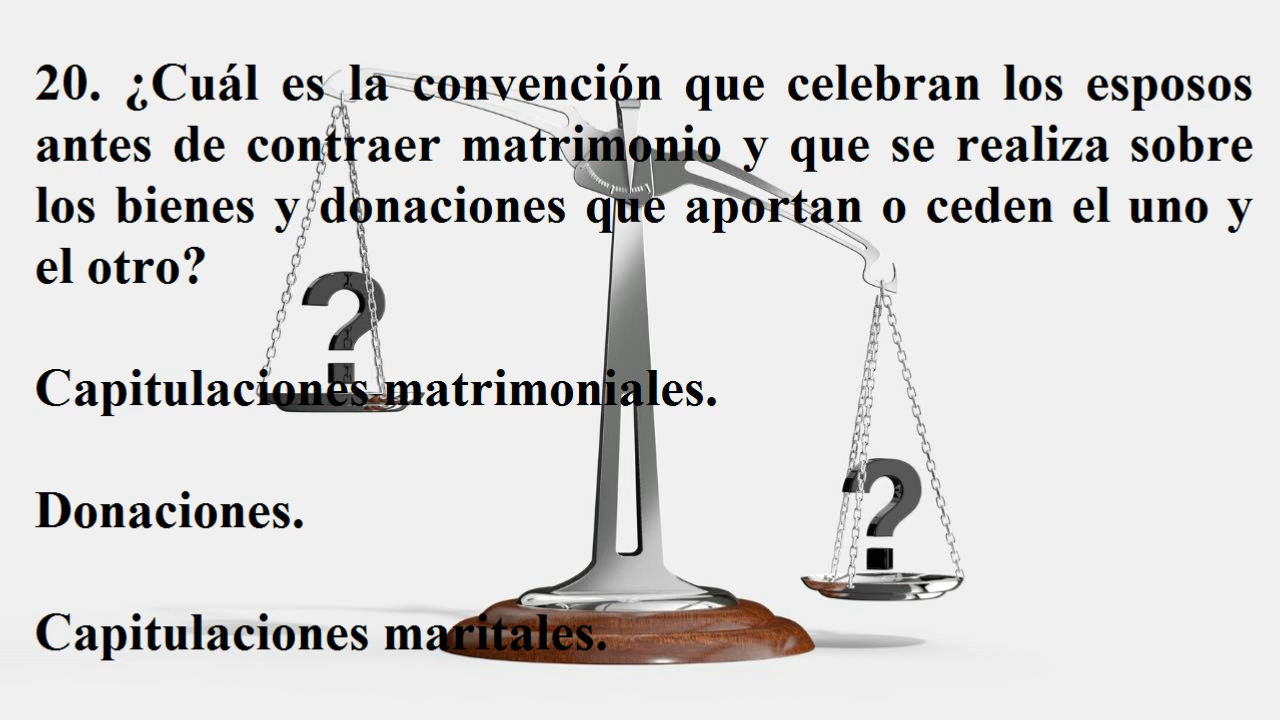 20. ¿Cuál es la convención que celebran los esposos
antes de contraer matrimonio y que se realiza sobre
los bienes y donaciones que aportan o ceden el uno y
el otro?
Capitulaciones matrimoniales.
Donaciones.
Capitulaciones maritales.